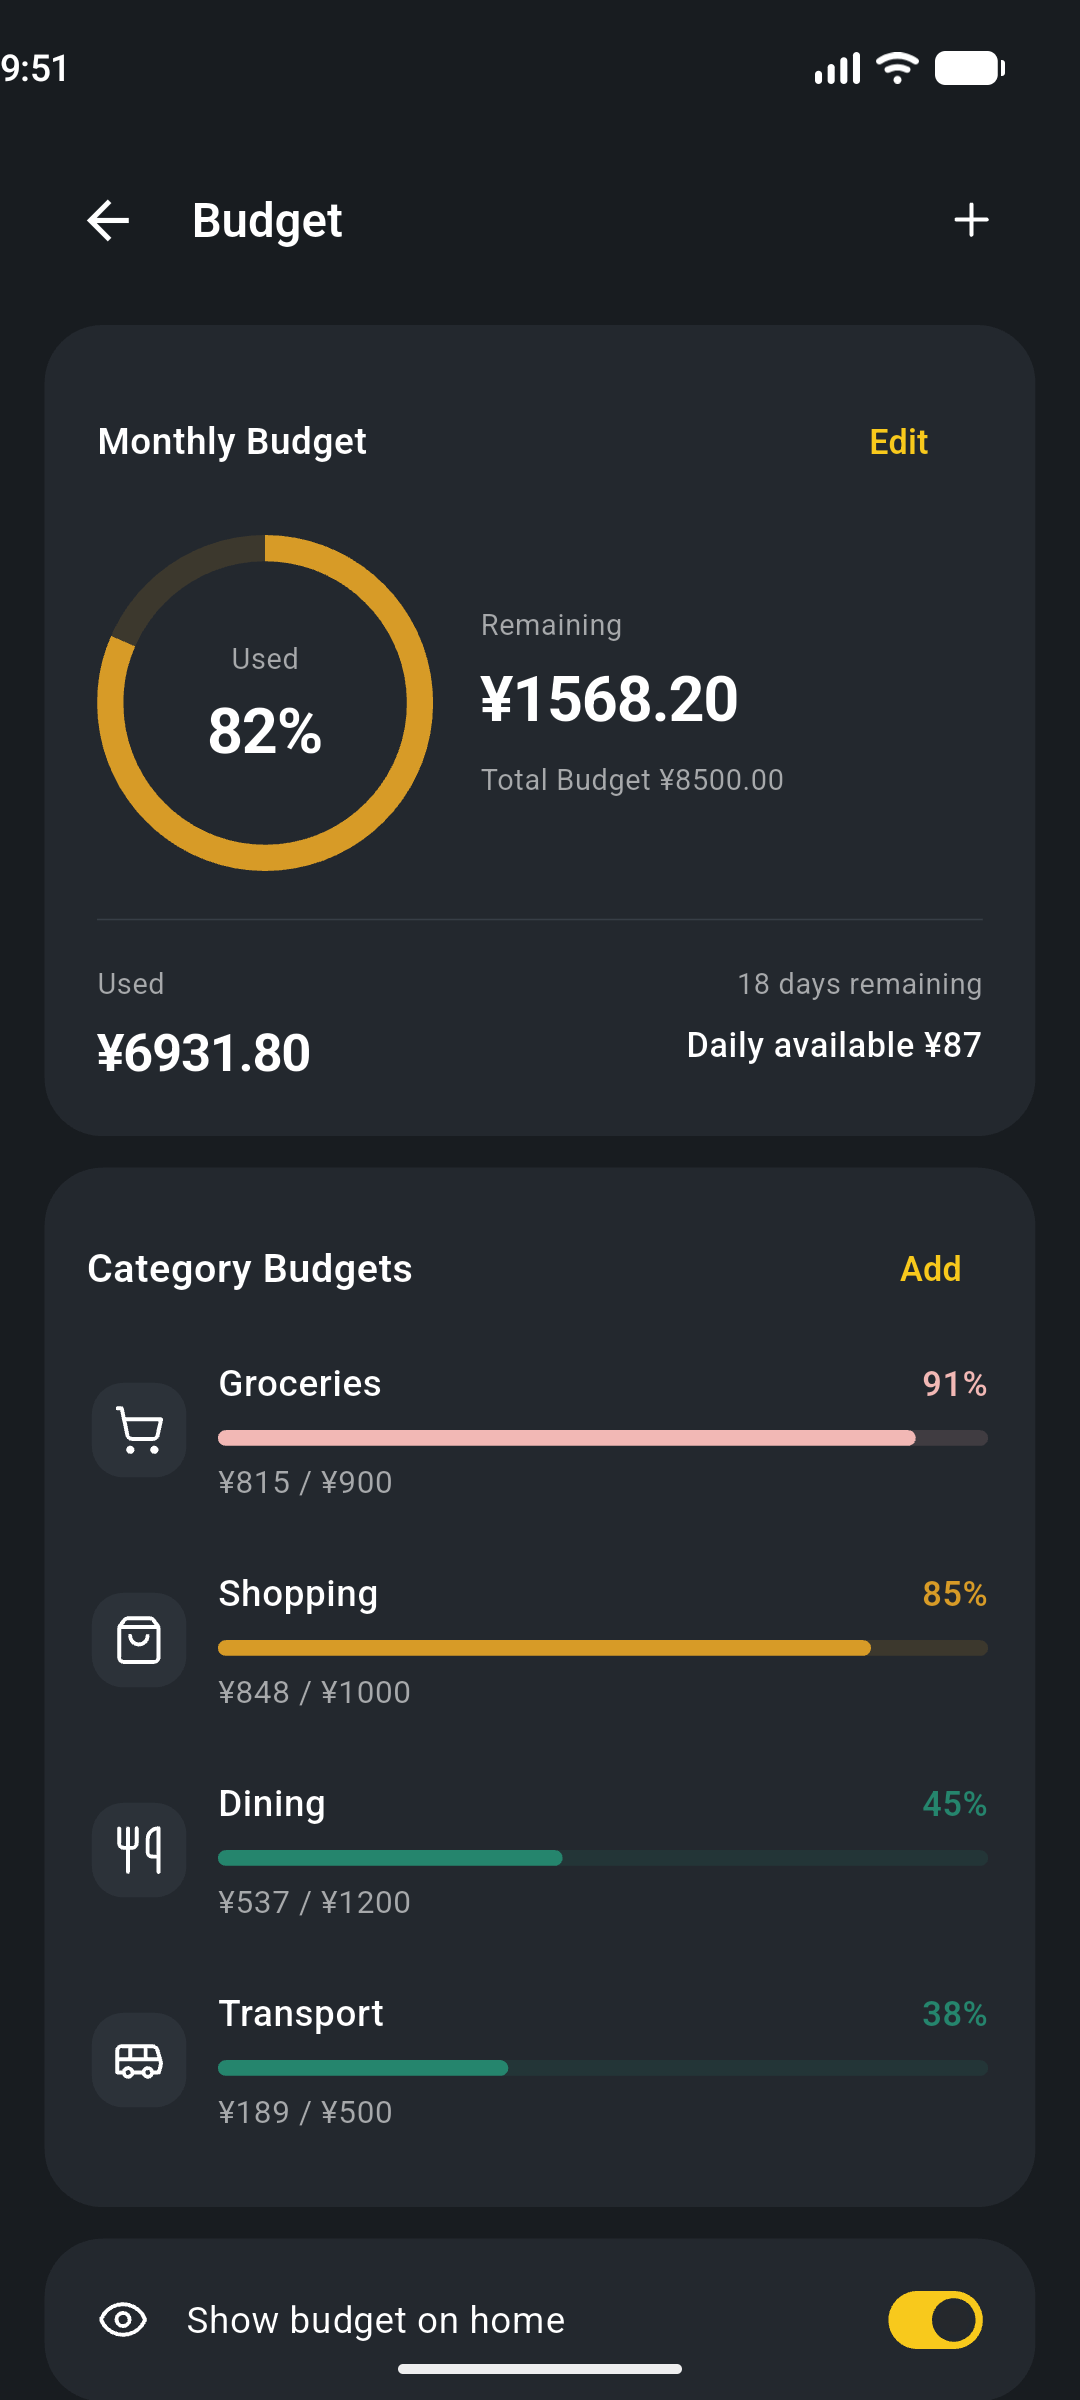 9:51
Budget
Monthly Budget
Edit
Used
82%
Remaining
¥1568.20
Total Budget ¥8500.00
Used
¥6931.80
18 days remaining
Daily available ¥87
Category Budgets
Add
Groceries
91%
¥815 / ¥900
Shopping
85%
¥848 / ¥1000
Dining
45%
¥537 / ¥1200
Transport
38%
¥189 / ¥500
Show budget on home